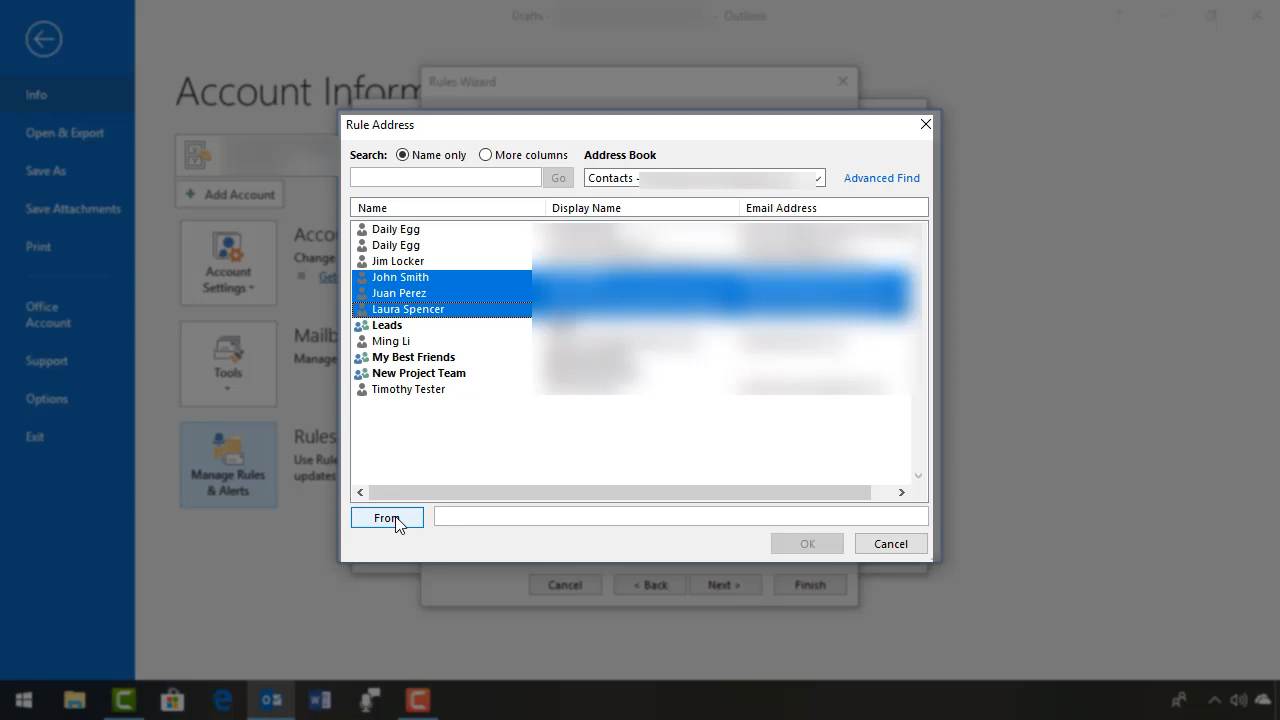 Drafts -
- Outlook
Info
Open & Export
Save As
Save Attachments
Print
Office
Account
Support
Options
Exit
Account Inform
Add Account
Account
Settings
Acco
Change
Get
Tools
Mailb
Manage
Manage Rules
& Alerts
Rules
Use Rule
updates
Rules Wizard
Rule Address
Search:
Name only
More columns
Address Book
Go
Contacts -
Advanced Find
Name
Display Name
Email Address
Daily Egg
Daily Egg
Jim Locker
John Smith
Juan Perez
Laura Spencer
Leads
Ming Li
My Best Friends
New Project Team
Timothy Tester
From
OK
Cancel
Cancel
< Back
Next >
Finish